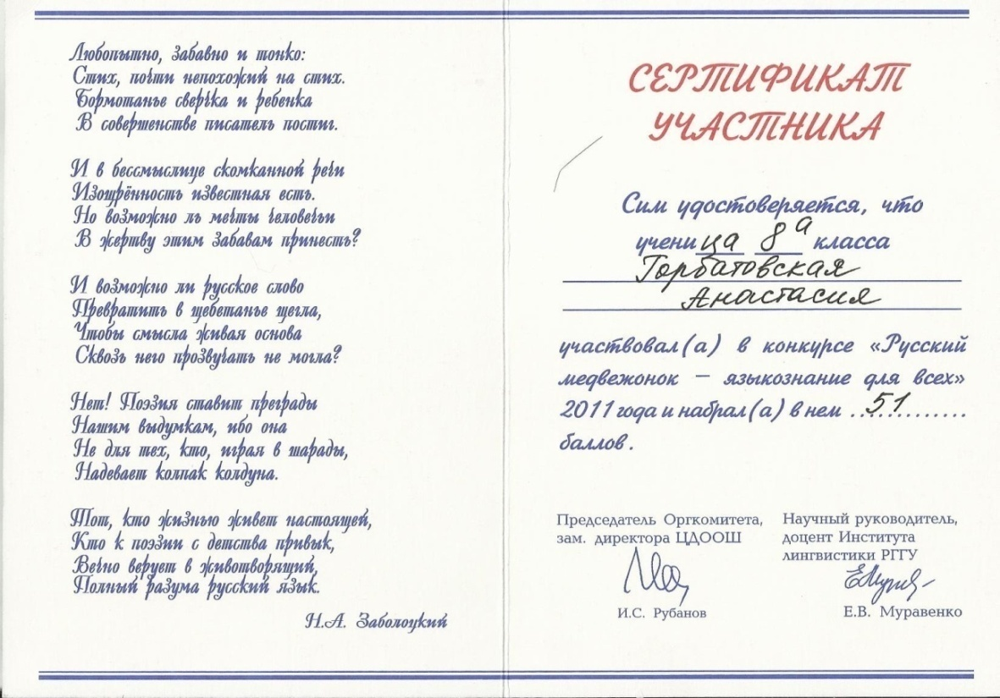 Любопытно, забавно и тонко:
Стих, почти непохожий на стих.
Бормотанье сверчка и ребенка
В совершенстве писатель постиг.
И в бессмыслице скомканной речи
Изощрённость известная есть.
Но возможно ль мечты человечьи
В жертву этим забавам принесть?
И возможно ли русское слово
Превратить в щебетанье щегла,
Чтобы смысла живая основа
Сквозь него прозвучать не могла?
Нет! Поэзия ставит преграды
Нашим выдумкам, ибо она
Не для тех, кто, играя в шарады,
Надевает колпак колдуна.
Тот, кто жизнью живет настоящей,
Кто к поэзии с детства привык,
Вечно верует в животворящий,
Полный разума русский язык.
Н.А. Заболоцкий
СЕРТИФИКАТ
УЧАСТНИКА
Сим удостоверяется, что
ученица 8а класса
Горбатовская
Анастасия
участвовал(а) в конкурсе «Русский
медвежонок – языкознание для всех»
2011 года и набрал(а) в нем ...51...........
баллов.
Председатель Оргкомитета,
зам. директора ЦДООШ
И.С. Рубанов
Научный руководитель,
доцент Института
лингвистики РГГУ
Е.В. Муравенко